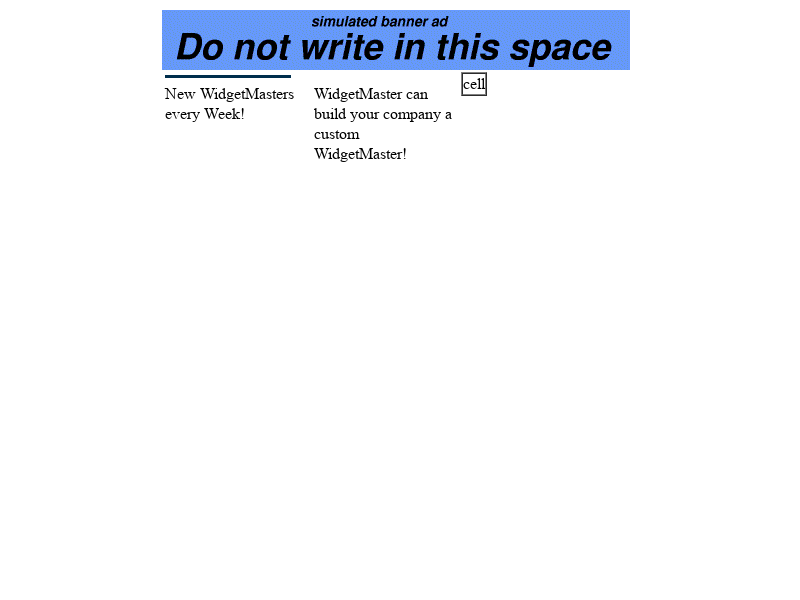 simulated banner ad
Do not write in this space
New WidgetMasters
every Week!
WidgetMaster can
build your company a
custom
WidgetMaster!
cell